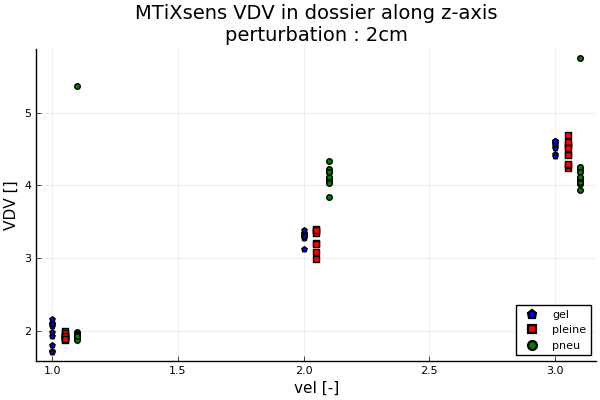 MTiXsens VDV in dossier along z-axis
perturbation : 2cm
VDV []
5
4
3
2
1.0
1.5
2.0
2.5
3.0
vel [-]
gel
pleine
pneu